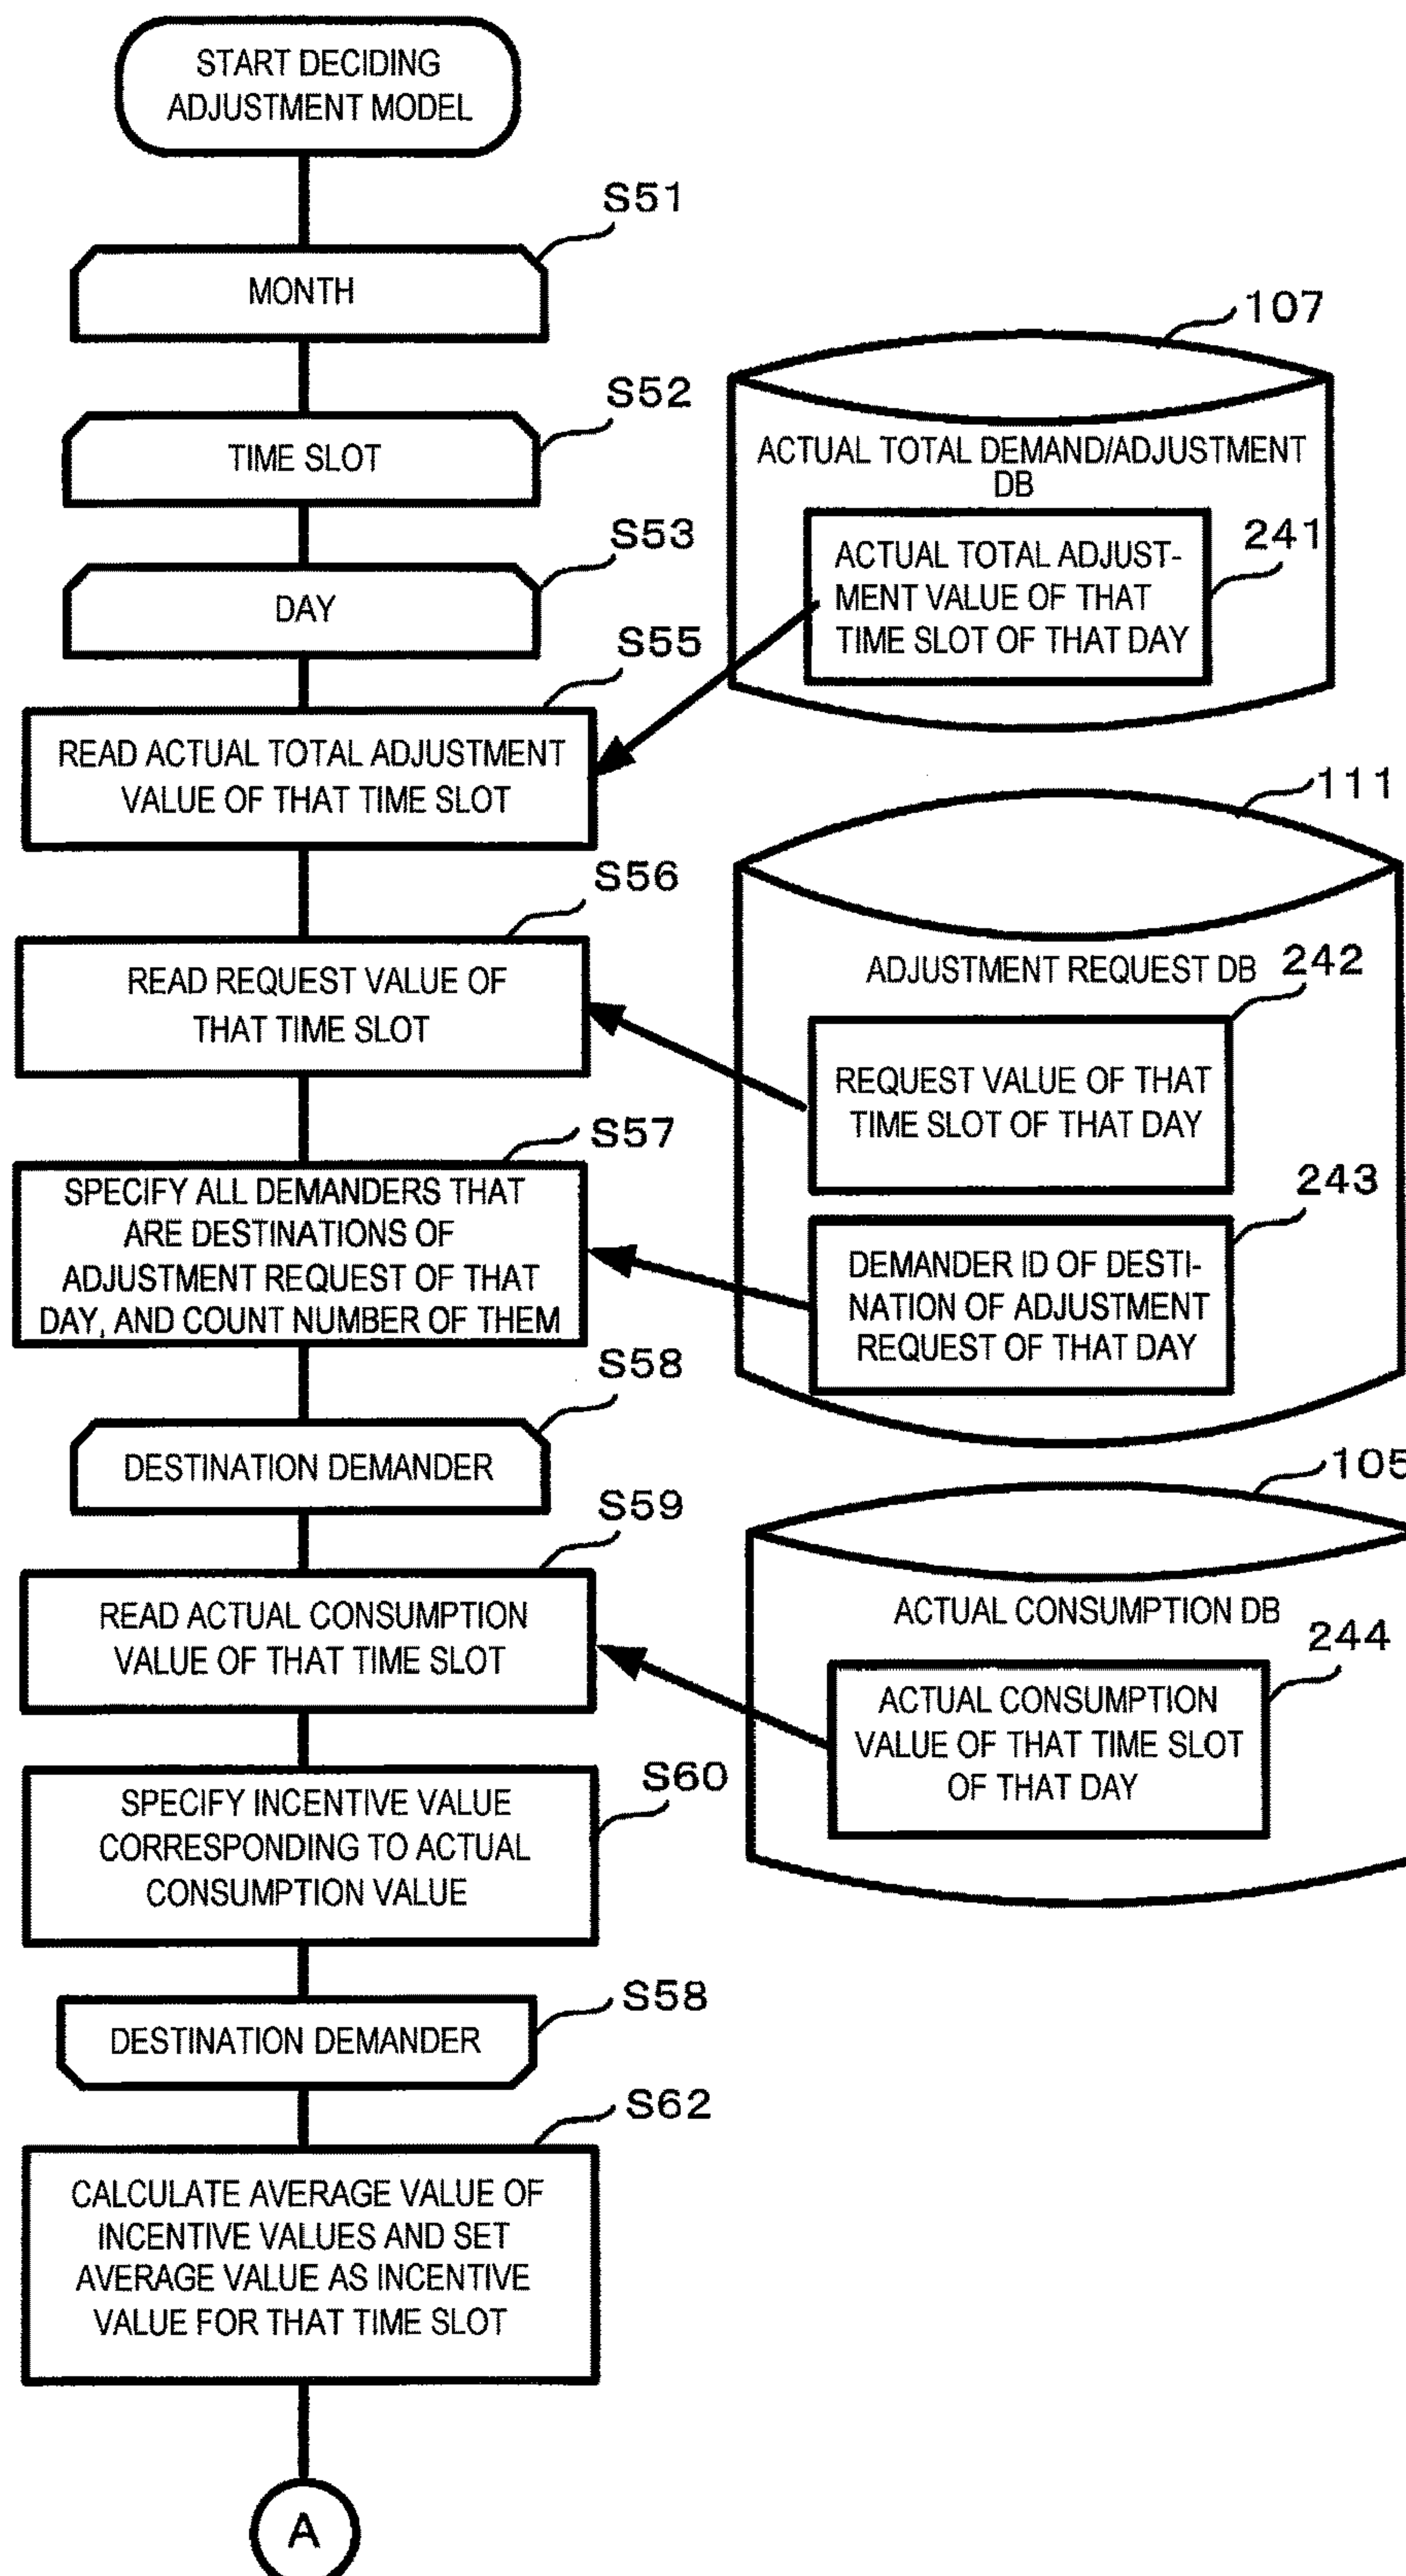 START DECIDING
ADJUSTMENT MODEL
S51
MONTH
S52
TIME SLOT
S53
DAY
S55
READ ACTUAL TOTAL ADJUSTMENT
VALUE OF THAT TIME SLOT
107
ACTUAL TOTAL DEMAND/ADJUSTMENT
DB
241
ACTUAL TOTAL ADJUST-
MENT VALUE OF THAT
TIME SLOT OF THAT DAY
S56
READ REQUEST VALUE OF
THAT TIME SLOT
111
ADJUSTMENT REQUEST DB
242
REQUEST VALUE OF THAT
TIME SLOT OF THAT DAY
S57
SPECIFY ALL DEMANDERS THAT
ARE DESTINATIONS OF
ADJUSTMENT REQUEST OF THAT
DAY, AND COUNT NUMBER OF THEM
243
DEMANDER ID OF DESTI-
NATION OF ADJUSTMENT
REQUEST OF THAT DAY
S58
DESTINATION DEMANDER
S59
READ ACTUAL CONSUMPTION
VALUE OF THAT TIME SLOT
105
ACTUAL CONSUMPTION DB
244
ACTUAL CONSUMPTION
VALUE OF THAT TIME SLOT
OF THAT DAY
S60
SPECIFY INCENTIVE VALUE
CORRESPONDING TO ACTUAL
CONSUMPTION VALUE
S58
DESTINATION DEMANDER
S62
CALCULATE AVERAGE VALUE OF
INCENTIVE VALUES AND SET
AVERAGE VALUE AS INCENTIVE
VALUE FOR THAT TIME SLOT
A